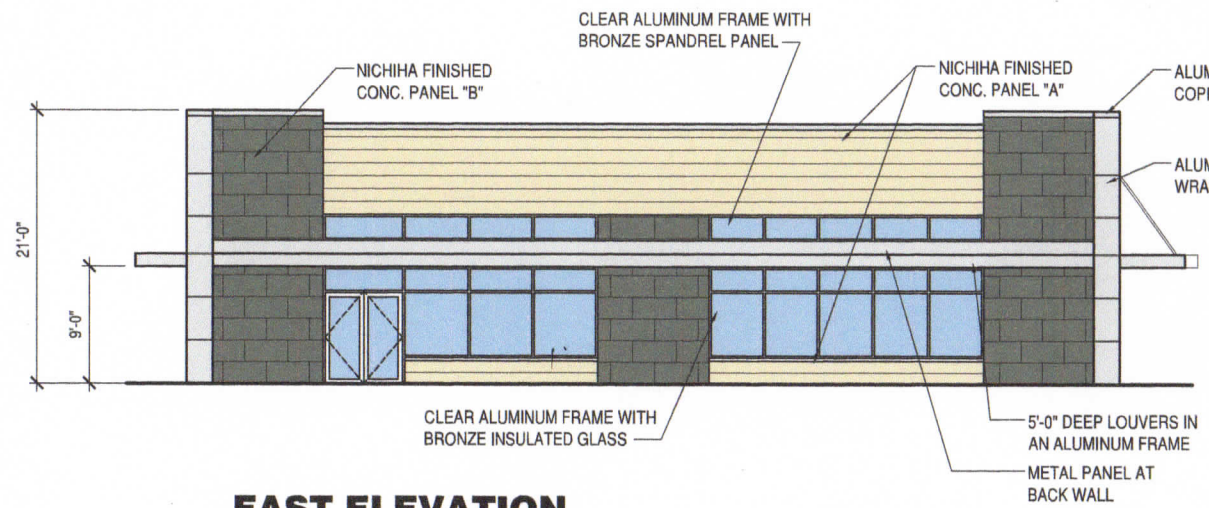 CLEAR ALUMINUM FRAME WITH
BRONZE SPANDREL PANEL
NICHIHA FINISHED
CONC. PANEL "B"
NICHIHA FINISHED
CONC. PANEL "A"
21'-0"
9'-0"
CLEAR ALUMINUM FRAME WITH
BRONZE INSULATED GLASS
5'-0" DEEP LOUVERS IN
AN ALUMINUM FRAME
METAL PANEL AT
BACK WALL
EAST ELEVATION